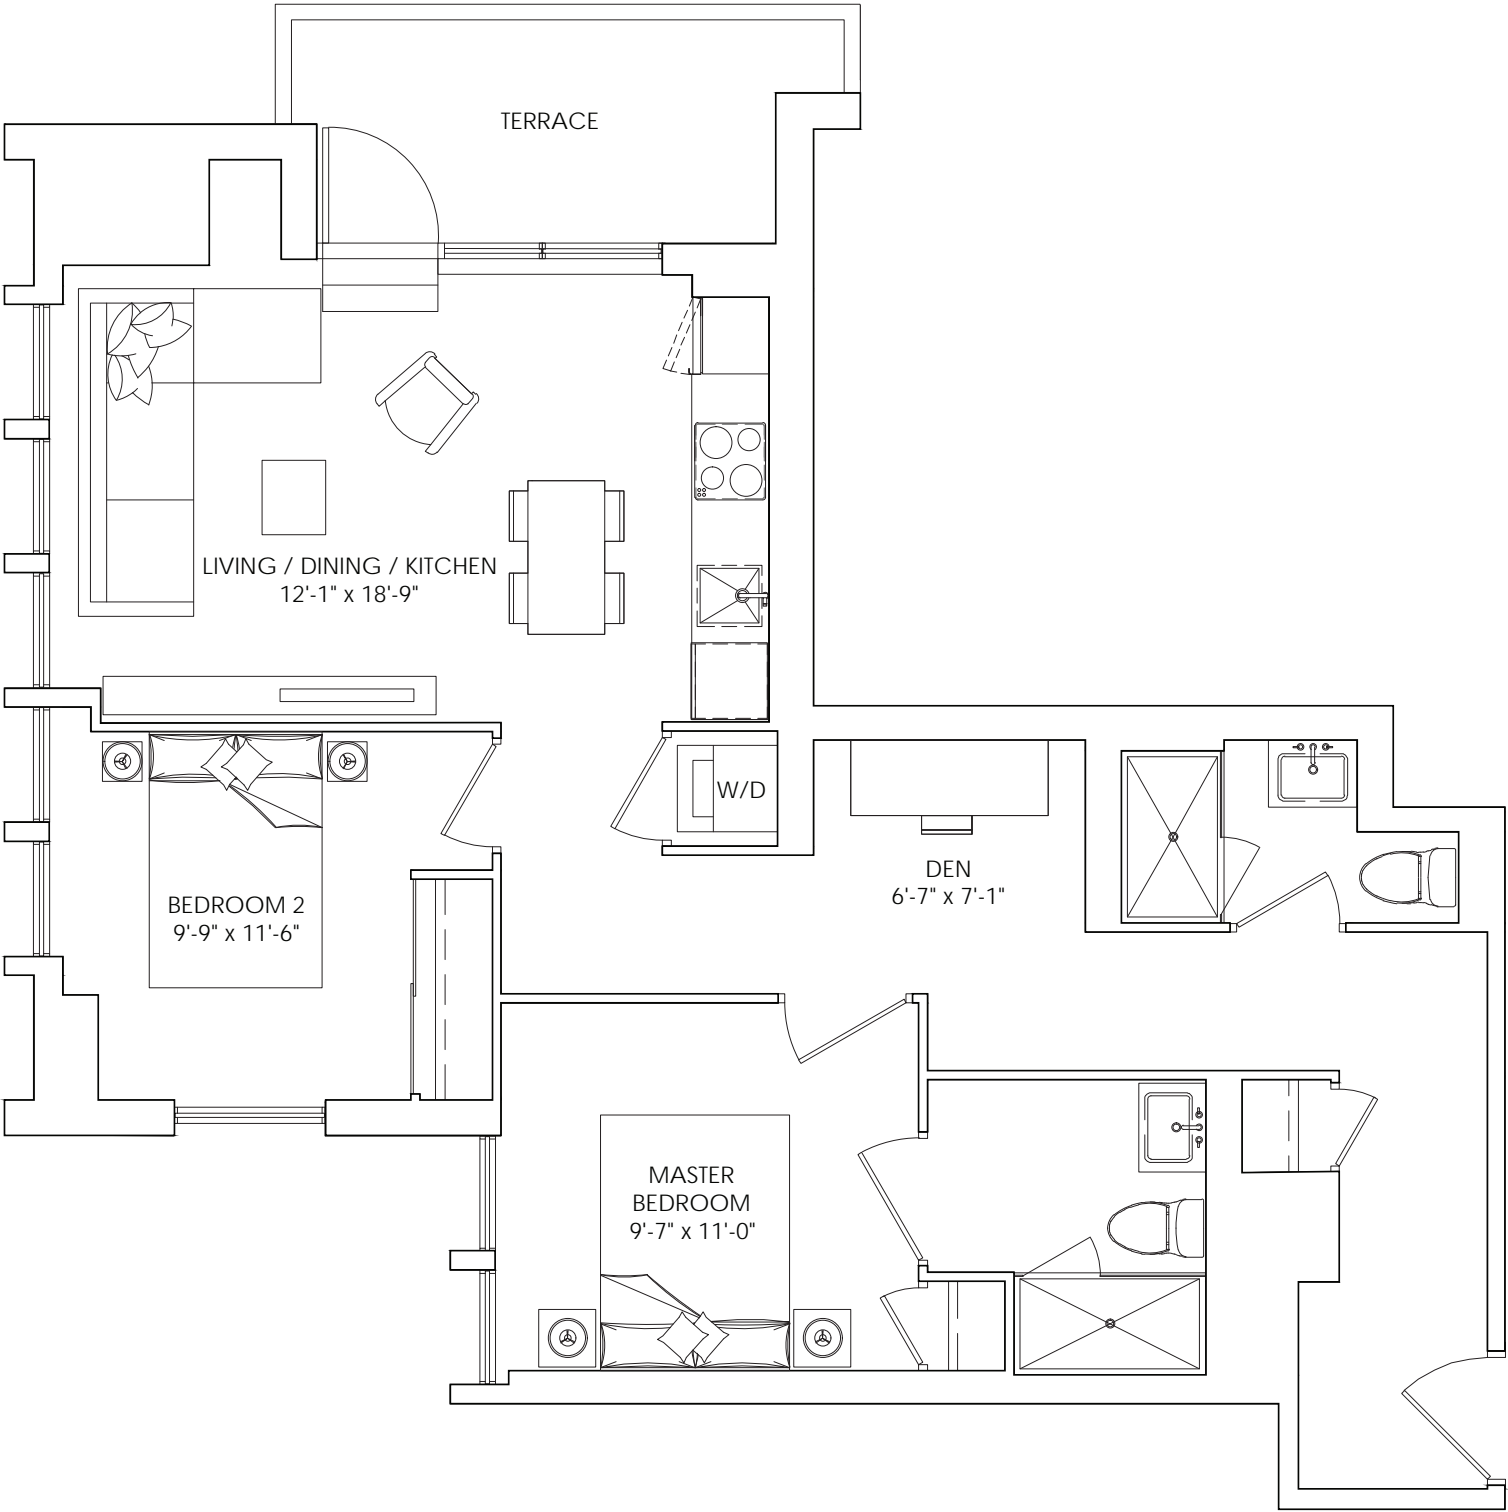 TERRACE
LIVING / DINING / KITCHEN
12'-1" x 18'-9"
W/D
DEN
6'-7" x 7'-1"
BEDROOM 2
9'-9" x 11'-6"
MASTER
BEDROOM
9'-7" x 11'-0"